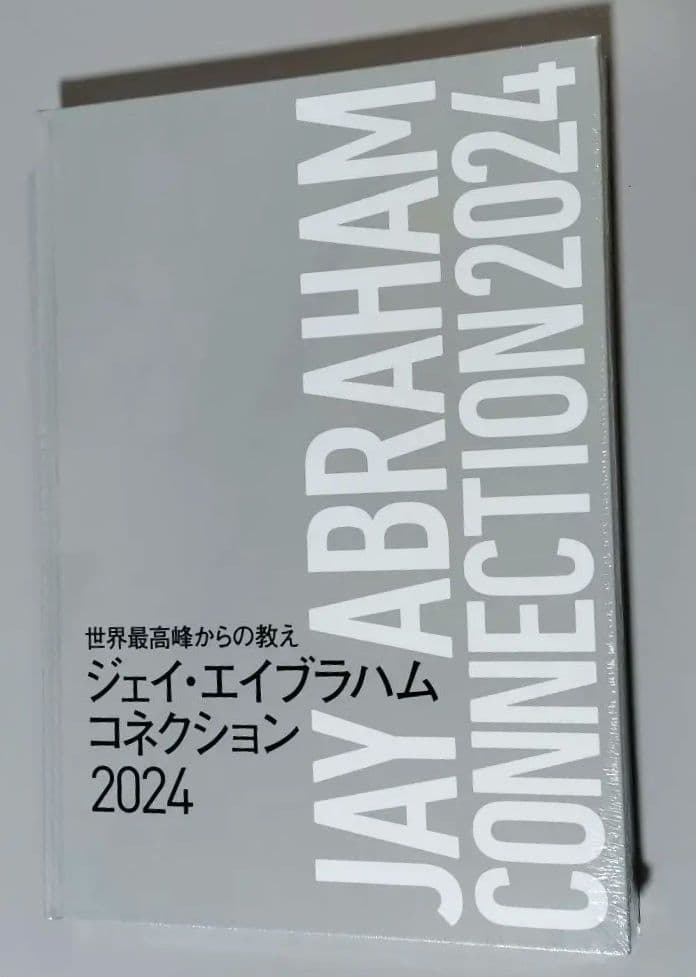 JAY ABRAHAM
CONNECTION 2024
世界最高峰からの教え
ジェイ・エイブラハム
コネクション
2024